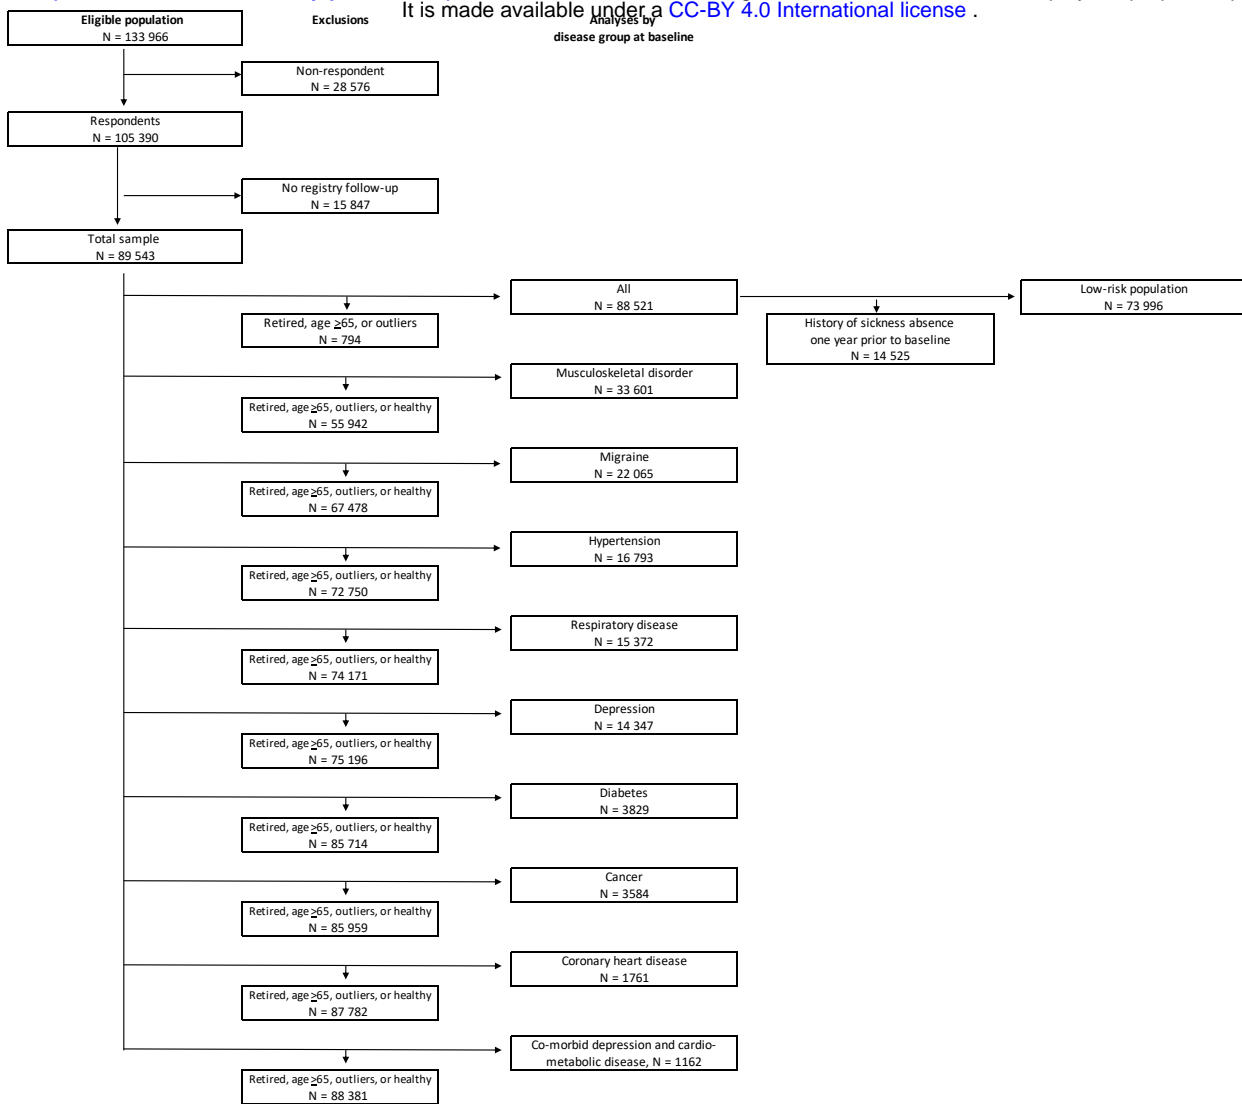 It is made available under a CC-BY 4.0 International license .
Eligible population
N = 133 966
Exclusions
Analyses by
disease group at baseline
Non-respondent
N = 28 576
Respondents
N = 105 390
No registry follow-up
N = 15 847
Total sample
N = 89 543
All
N = 88 521
Low-risk population
N = 73 996
Retired, age ≥65, or outliers
N = 794
History of sickness absence
one year prior to baseline
N = 14 525
Musculoskeletal disorder
N = 33 601
Retired, age ≥65, outliers, or healthy
N = 55 942
Migraine
N = 22 065
Retired, age ≥65, outliers, or healthy
N = 67 478
Hypertension
N = 16 793
Retired, age ≥65, outliers, or healthy
N = 72 750
Respiratory disease
N = 15 372
Retired, age ≥65, outliers, or healthy
N = 74 171
Depression
N = 14 347
Retired, age ≥65, outliers, or healthy
N = 75 196
Diabetes
N = 3829
Retired, age ≥65, outliers, or healthy
N = 85 714
Cancer
N = 3584
Retired, age ≥65, outliers, or healthy
N = 85 959
Coronary heart disease
N = 1761
Retired, age ≥65, outliers, or healthy
N = 87 782
Co-morbid depression and cardio-
metabolic disease, N = 1162
Retired, age ≥65, outliers, or healthy
N = 88 381